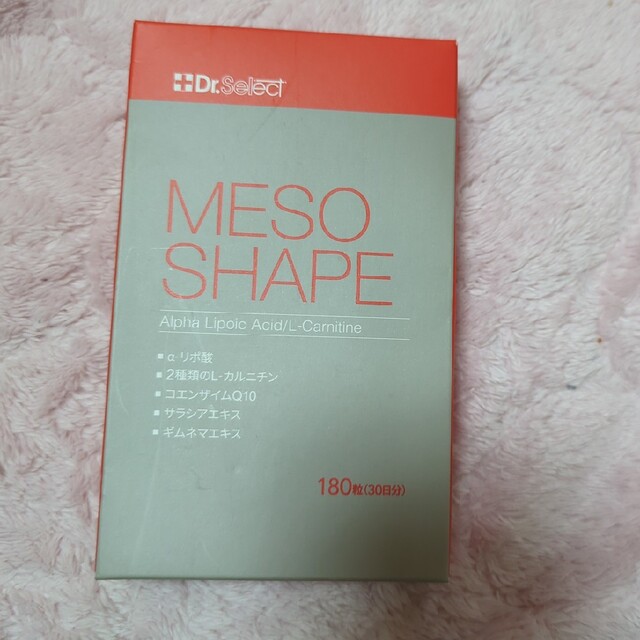 Dr.Select
MESO
SHAPE
Alpha Lipoic Acid/L-Carnitine
■ α リポ酸
■ 2種類のL-カルニチン
■ コエンザイムQ10
■ サラシアエキス
■ ギムネマエキス
180粒(30日分)